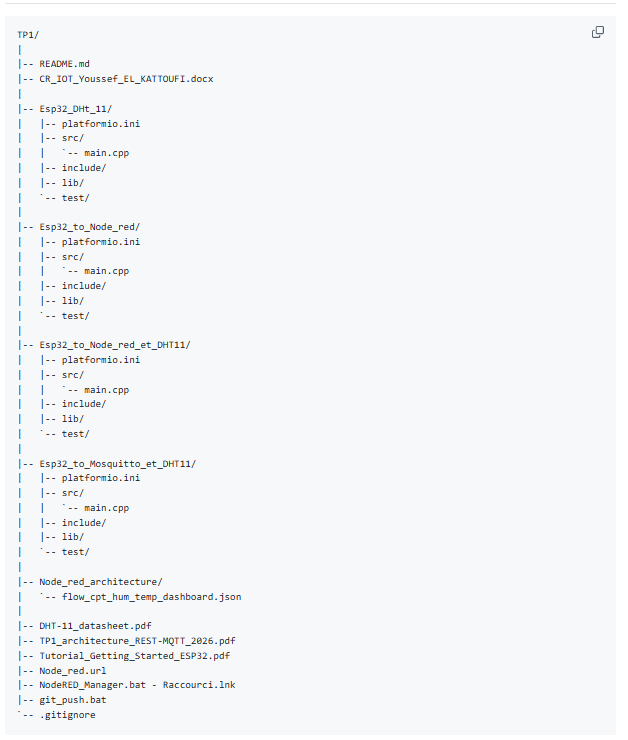 TP1/
|
|-- README.md
|-- CR_IOT_Youssef_EL_KATTOUFI.docx
|
|-- Esp32_DHt_11/
|   |-- platformio.ini
|   |-- src/
|   |   `-- main.cpp
|   |-- include/
|   |-- lib/
|   `-- test/
|
|-- Esp32_to_Node_red/
|   |-- platformio.ini
|   |-- src/
|   |   `-- main.cpp
|   |-- include/
|   |-- lib/
|   `-- test/
|
|-- Esp32_to_Node_red_et_DHT11/
|   |-- platformio.ini
|   |-- src/
|   |   `-- main.cpp
|   |-- include/
|   |-- lib/
|   `-- test/
|
|-- Esp32_to_Mosquitto_et_DHT11/
|   |-- platformio.ini
|   |-- src/
|   |   `-- main.cpp
|   |-- include/
|   |-- lib/
|   `-- test/
|
|-- Node_red_architecture/
|   `-- flow_cpt_hum_temp_dashboard.json
|
|-- DHT-11_datasheet.pdf
|-- TP1_architecture_REST-MQTT_2026.pdf
|-- Tutorial_Getting_Started_ESP32.pdf
|-- Node_red.url
|-- NodeRED_Manager.bat - Raccourci.lnk
|-- git_push.bat
`-- .gitignore